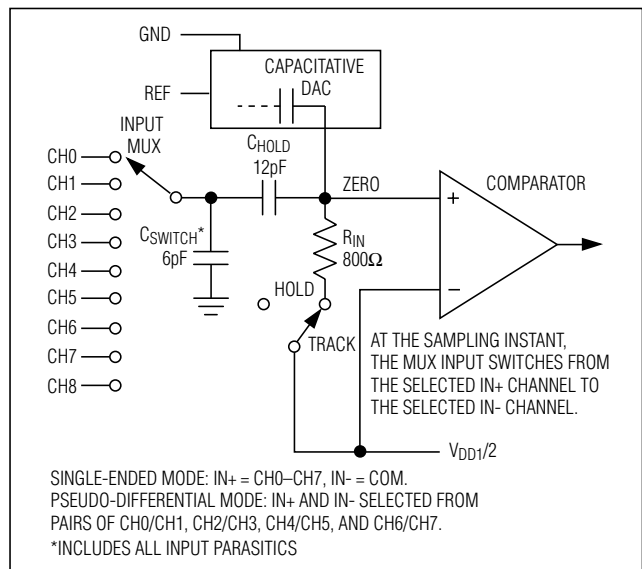 GND
CAPACITATIVE
DAC
REF
INPUT
MUX
CHOLD
12pF
CH0
CH1
CH2
CH3
CH4
CH5
CH6
CH7
CH8
ZERO
COMPARATOR
+
−
CSWITCH*
6pF
RIN
800Ω
HOLD
TRACK
AT THE SAMPLING INSTANT,
THE MUX INPUT SWITCHES FROM
THE SELECTED IN+ CHANNEL TO
THE SELECTED IN- CHANNEL.
VDD1/2
SINGLE-ENDED MODE: IN+ = CH0–CH7, IN- = COM.
PSEUDO-DIFFERENTIAL MODE: IN+ AND IN- SELECTED FROM
PAIRS OF CH0/CH1, CH2/CH3, CH4/CH5, AND CH6/CH7.
*INCLUDES ALL INPUT PARASITICS